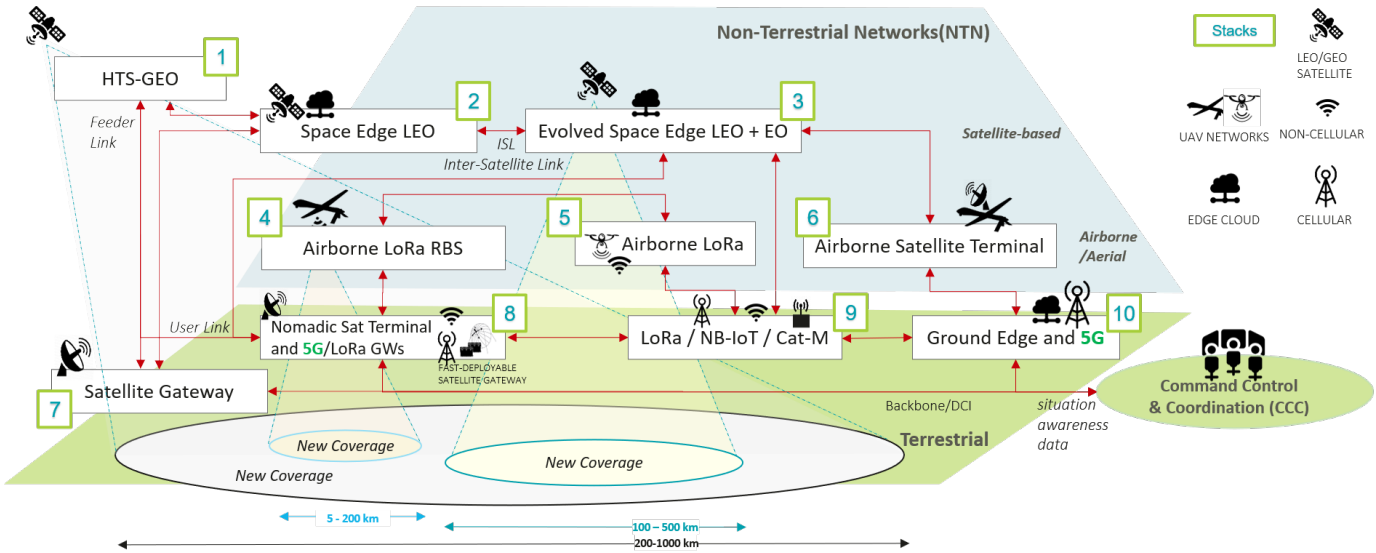 Non-Terrestrial Networks(NTN)
Stacks
LEO/GEO
SATELLITE
UAV NETWORKS
NON-CELLULAR
EDGE CLOUD
CELLULAR
1
HTS-GEO
Feeder
Link
2
Space Edge LEO
ISL
Inter-Satellite Link
3
Evolved Space Edge LEO + EO
Satellite-based
4
Airborne LoRa RBS
5
Airborne LoRa
6
Airborne Satellite Terminal
Airborne
/Aerial
User Link
8
Nomadic Sat Terminal
and 5G/LoRa GWs
FAST-DEPLOYABLE
SATELLITE GATEWAY
9
LoRa / NB-IoT / Cat-M
10
Ground Edge and 5G
7
Satellite Gateway
Backbone/DCI
situation
awareness
data
Command Control
& Coordination (CCC)
Terrestrial
New Coverage
New Coverage
New Coverage
5 - 200 km
100 – 500 km
200-1000 km